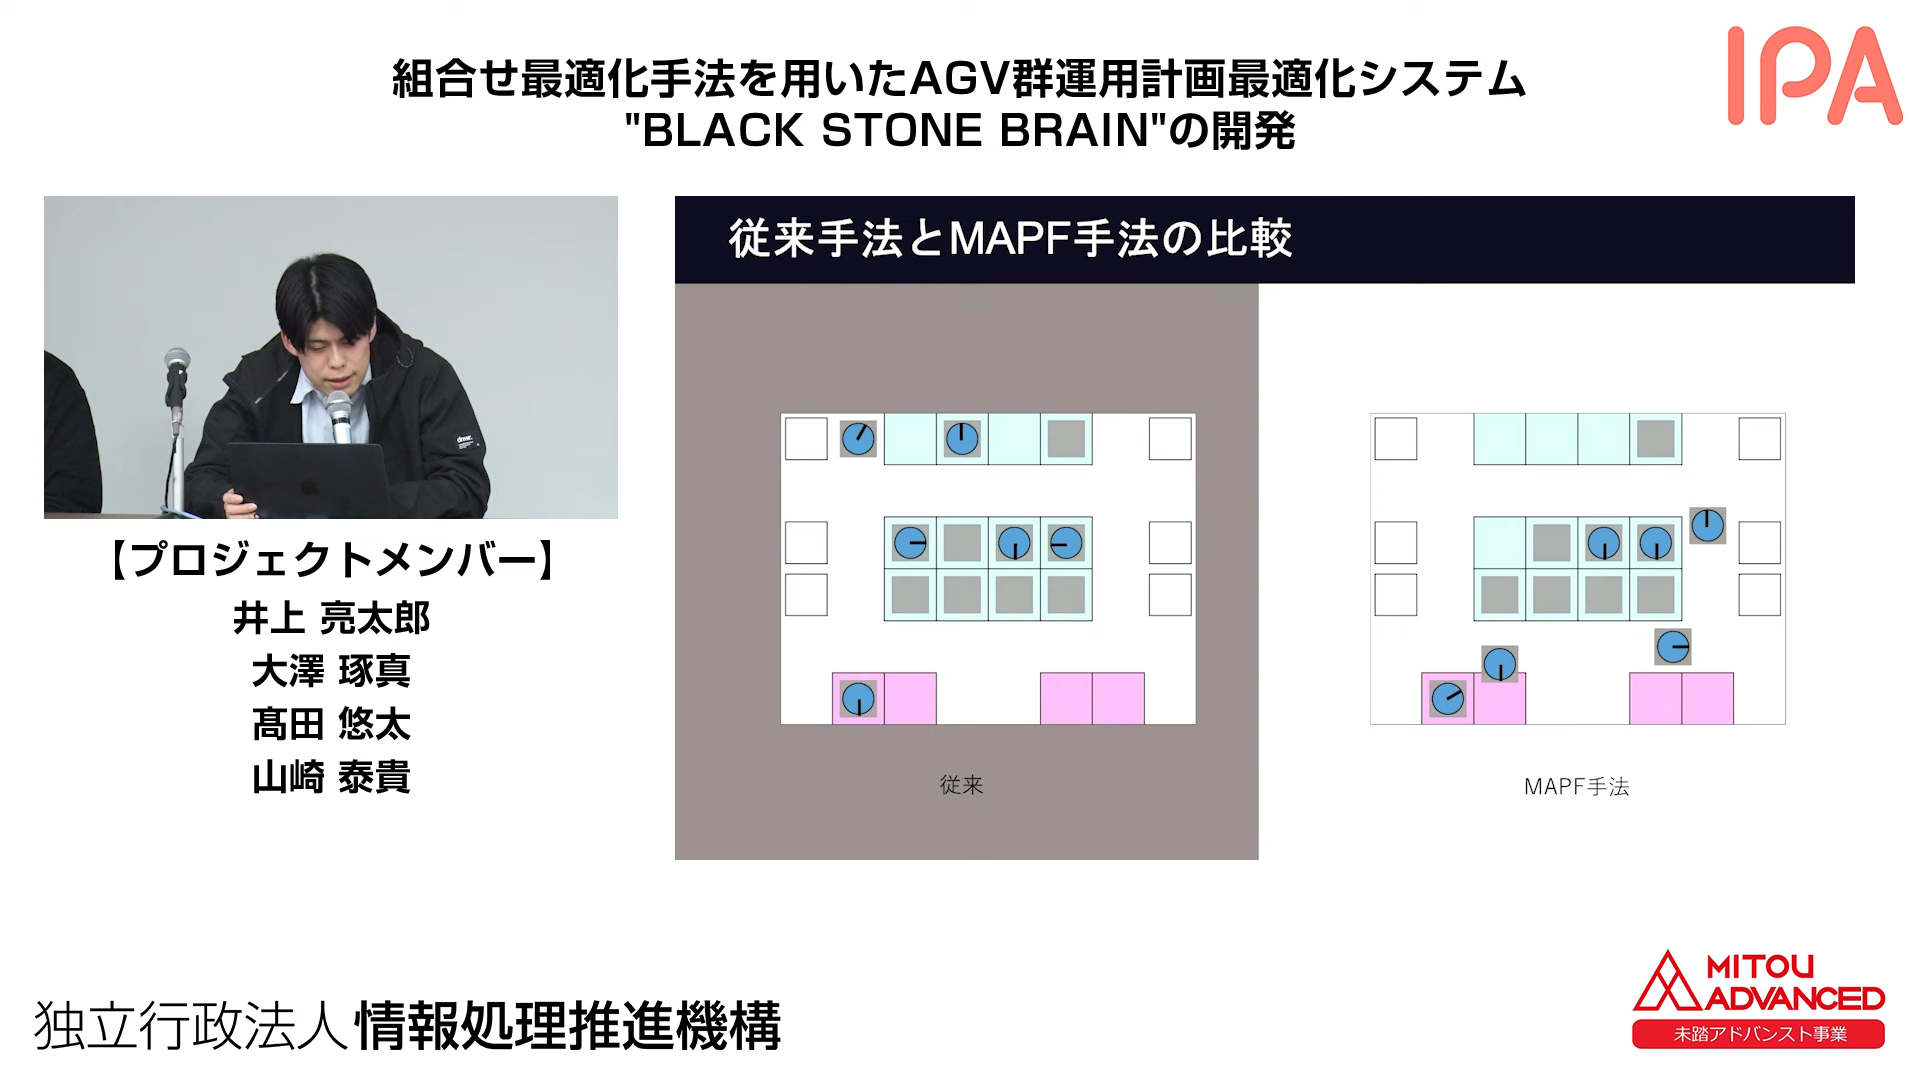 組合せ最適化手法を用いたAGV群運用計画最適化システム
"BLACK STONE BRAIN"の開発
IPA
従来手法とMAPF手法の比較
従来
MAPF手法
【プロジェクトメンバー】
井上 亮太郎
大澤 琢真
髙田 悠太
山崎 泰貴
独立行政法人情報処理推進機構
MITOU
ADVANCED
未踏アドバンスト事業